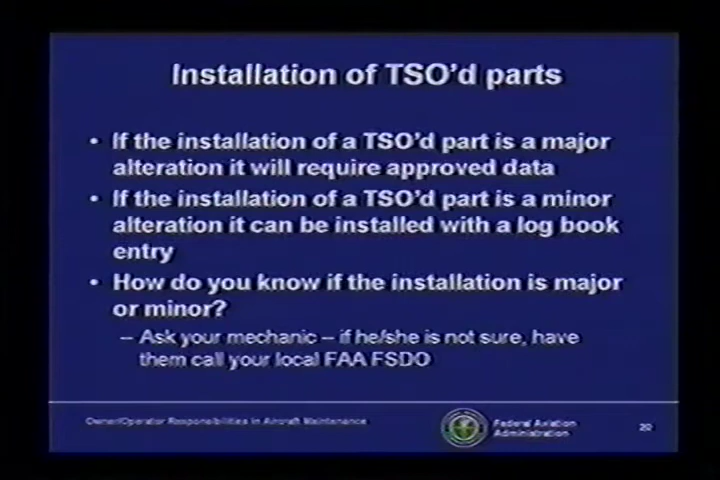 Installation of TSO'd parts
• If the installation of a TSO'd part is a major
alteration it will require approved data
• If the installation of a TSO'd part is a minor
alteration it can be installed with a log book
entry
• How do you know if the installation is major
or minor?
– Ask your mechanic – if he/she is not sure, have
them call your local FAA FSDO
Owner/Operator Responsibilities in Aircraft Maintenance
Federal Aviation
Administration
20